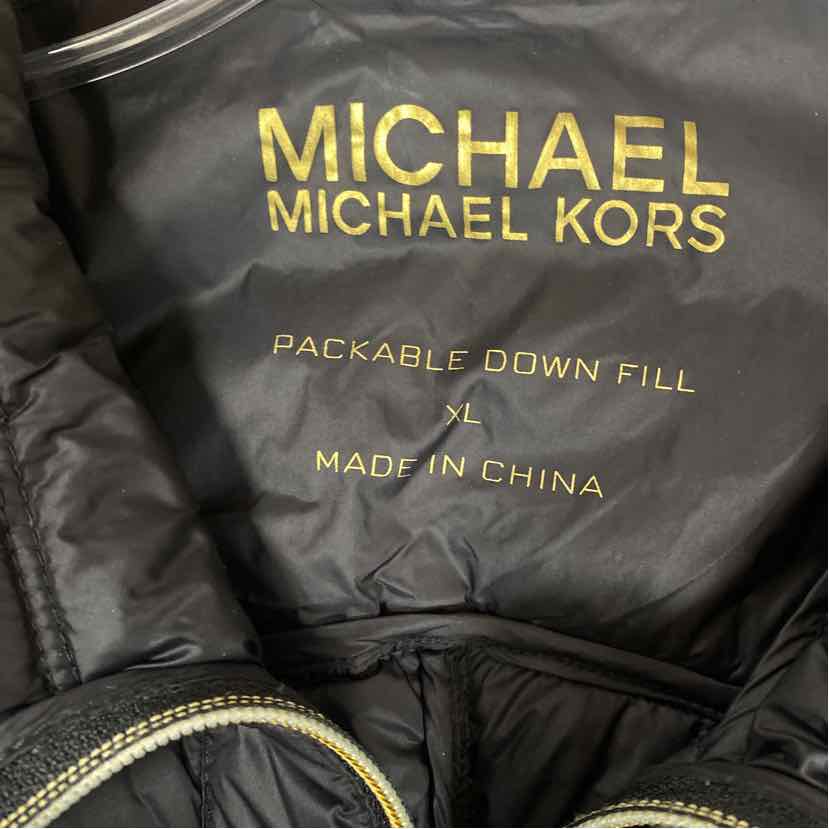 MICHAEL
MICHAEL KORS
PACKABLE DOWN FILL
XL
MADE IN CHINA